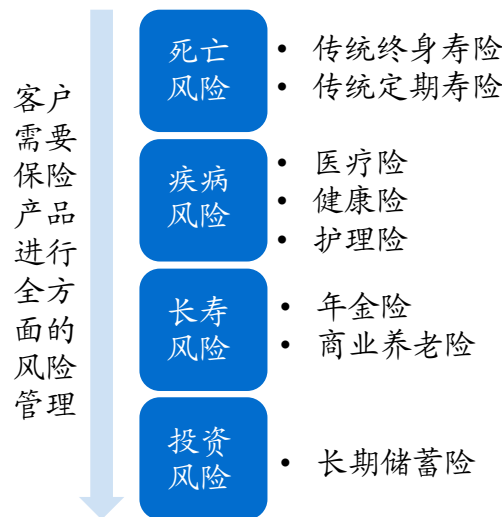 客户
需要
保险
产品
进行
全方
面的
风险
管理
死亡
风险
• 传统终身寿险
• 传统定期寿险
疾病
风险
• 医疗险
• 健康险
• 护理险
长寿
风险
• 年金险
• 商业养老险
投资
风险
• 长期储蓄险